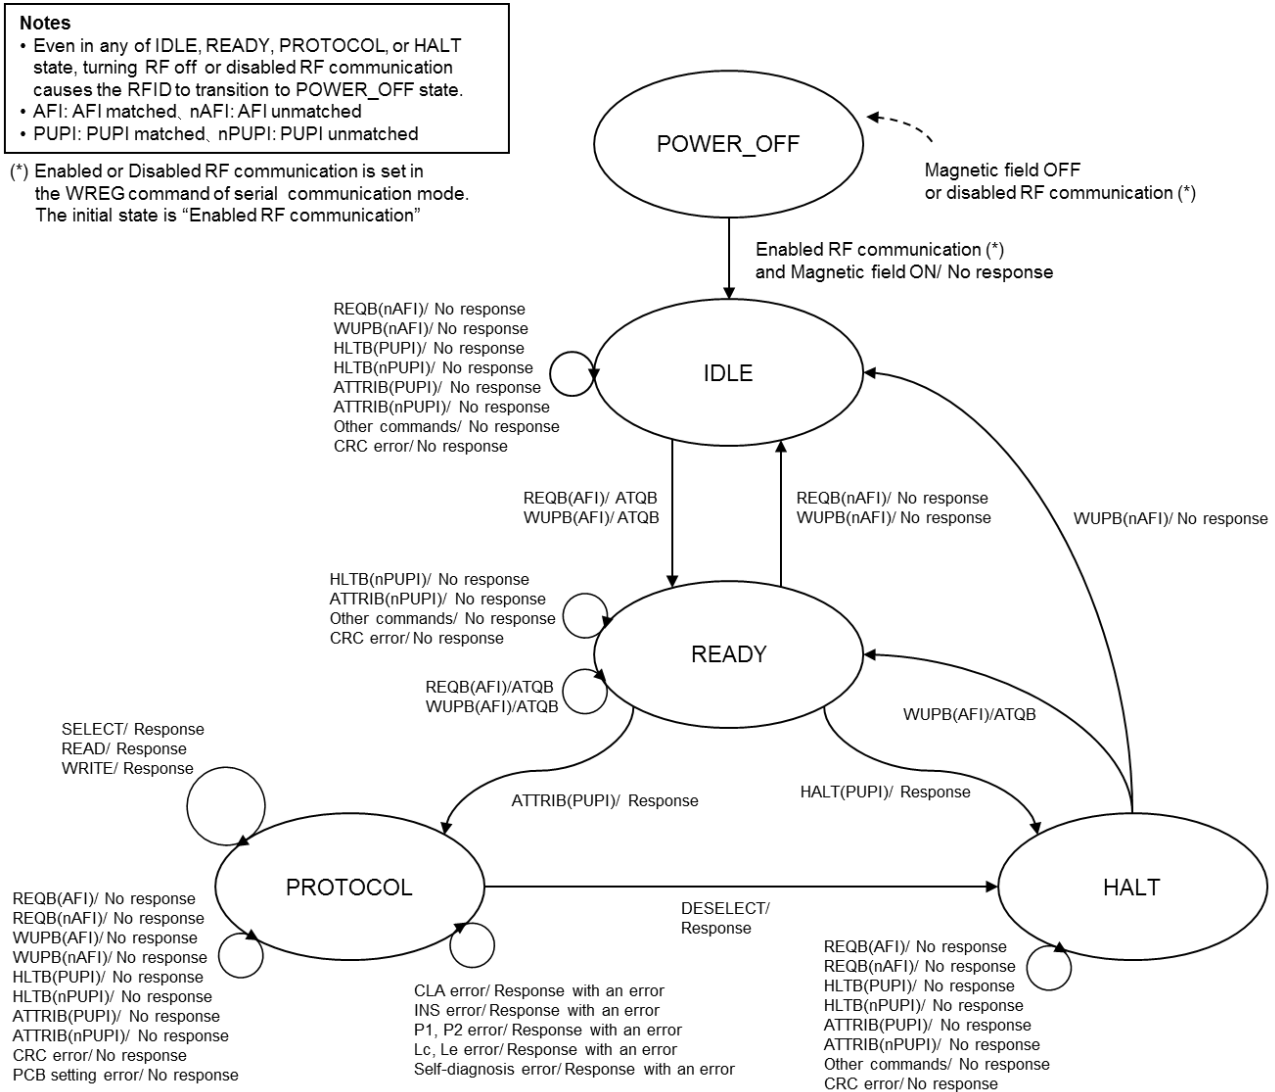 Notes
• Even in any of IDLE, READY, PROTOCOL, or HALT
state, turning RF off or disabled RF communication
causes the RFID to transition to POWER_OFF state.
• AFI: AFI matched、nAFI: AFI unmatched
• PUPI: PUPI matched、nPUPI: PUPI unmatched
(*) Enabled or Disabled RF communication is set in
the WREG command of serial communication mode.
The initial state is “Enabled RF communication”
POWER_OFF
Magnetic field OFF
or disabled RF communication (*)
Enabled RF communication (*)
and Magnetic field ON/ No response
REQB(nAFI)/ No response
WUPB(nAFI)/ No response
HLTB(PUPI)/ No response
HLTB(nPUPI)/ No response
ATTRIB(PUPI)/ No response
ATTRIB(nPUPI)/ No response
Other commands/ No response
CRC error/ No response
IDLE
REQB(AFI)/ ATQB
WUPB(AFI)/ ATQB
REQB(nAFI)/ No response
WUPB(nAFI)/ No response
WUPB(nAFI)/ No response
HLTB(nPUPI)/ No response
ATTRIB(nPUPI)/ No response
Other commands/ No response
CRC error/ No response
READY
REQB(AFI)/ATQB
WUPB(AFI)/ATQB
WUPB(AFI)/ATQB
SELECT/ Response
READ/ Response
WRITE/ Response
ATTRIB(PUPI)/ Response
HALT(PUPI)/ Response
PROTOCOL
HALT
DESELECT/
Response
REQB(AFI)/ No response
REQB(nAFI)/ No response
WUPB(AFI)/ No response
WUPB(nAFI)/ No response
HLTB(PUPI)/ No response
HLTB(nPUPI)/ No response
ATTRIB(PUPI)/ No response
ATTRIB(nPUPI)/ No response
CRC error/ No response
PCB setting error/ No response
CLA error/ Response with an error
INS error/ Response with an error
P1, P2 error/ Response with an error
Lc, Le error/ Response with an error
Self-diagnosis error/ Response with an error
REQB(AFI)/ No response
REQB(nAFI)/ No response
HLTB(PUPI)/ No response
HLTB(nPUPI)/ No response
ATTRIB(PUPI)/ No response
ATTRIB(nPUPI)/ No response
Other commands/ No response
CRC error/ No response